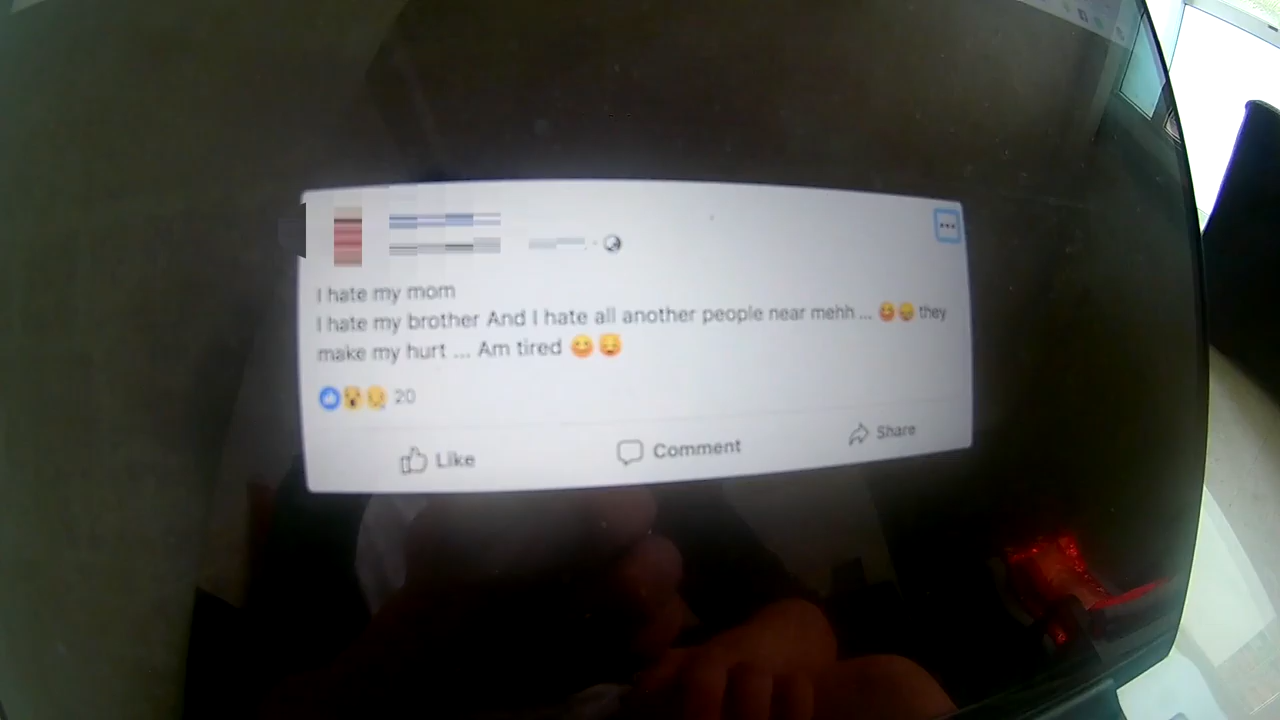 I hate my mom
I hate my brother And I hate all another people near mehh ... 😆😪 they
make my hurt ... Am tired 😆😩
20
Like
Comment
Share